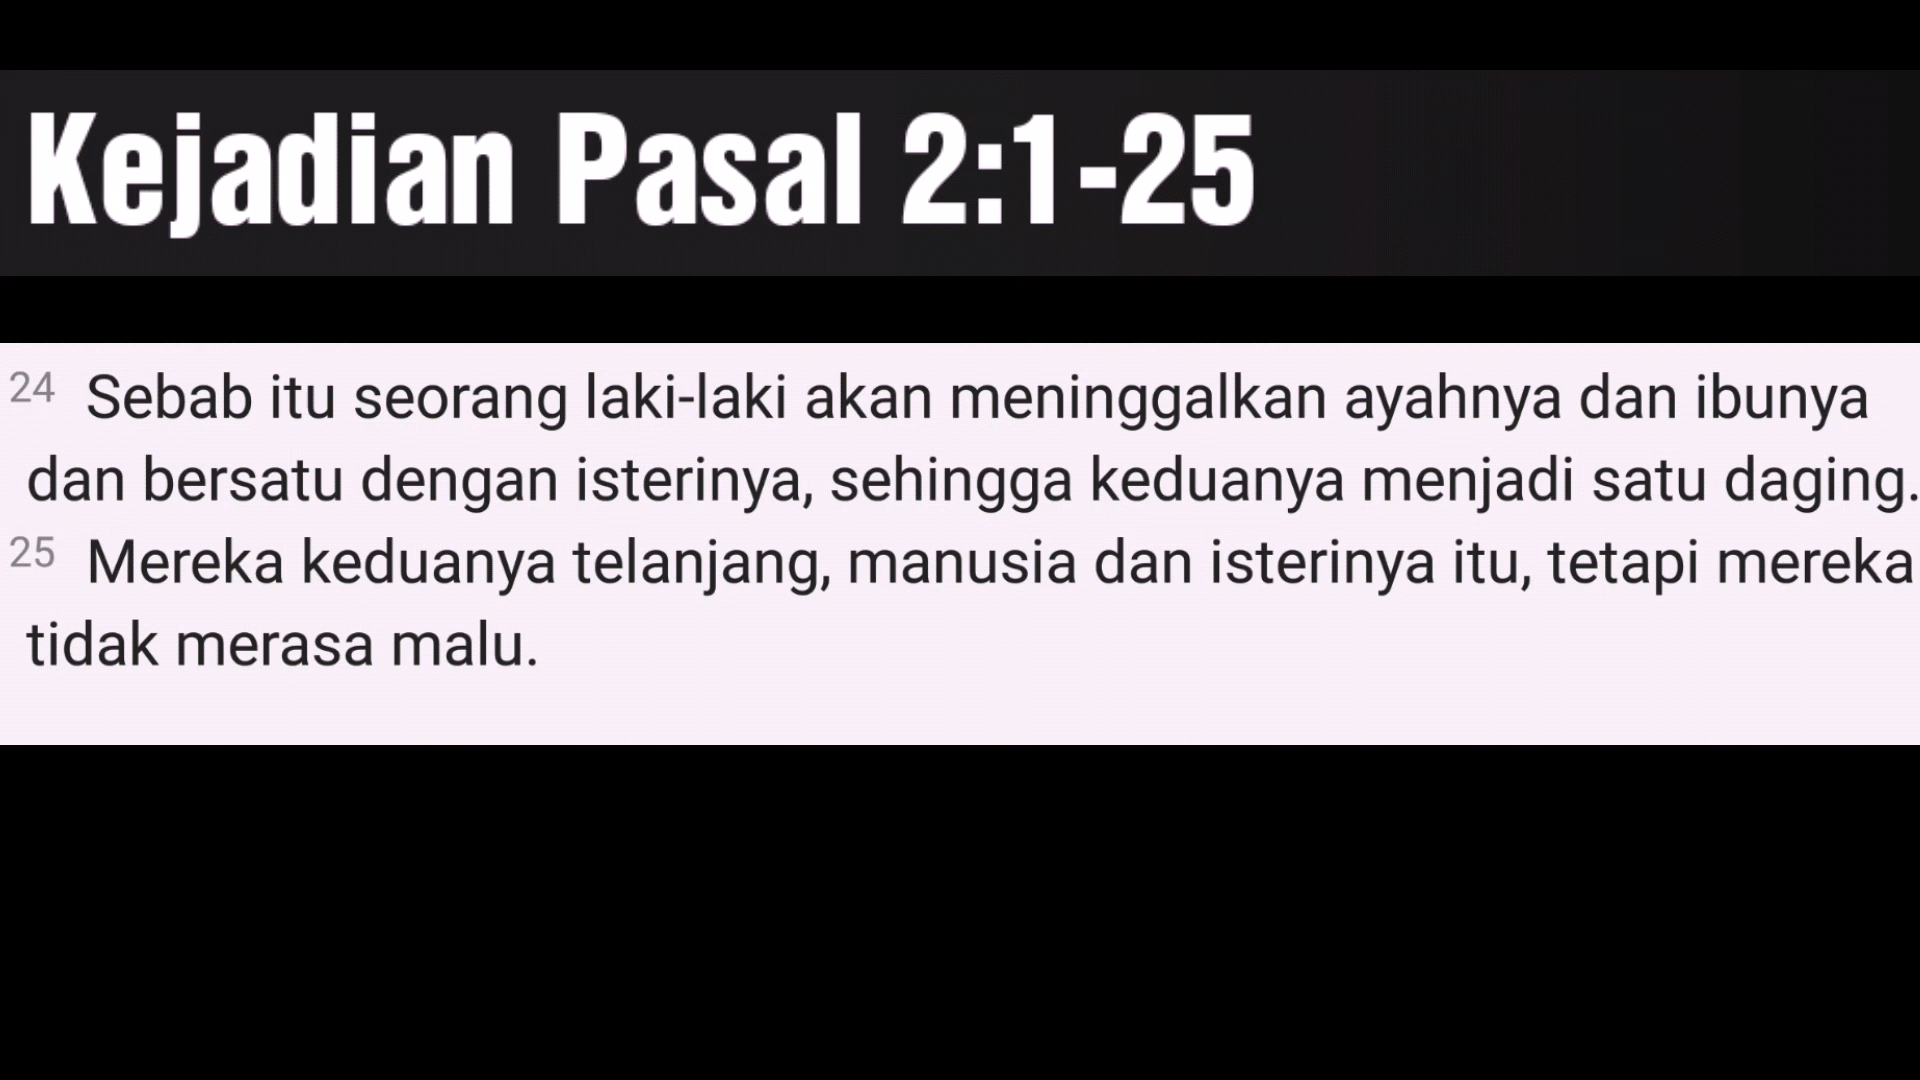 Kejadian Pasal 2:1-25
24 Sebab itu seorang laki-laki akan meninggalkan ayahnya dan ibunya
dan bersatu dengan isterinya, sehingga keduanya menjadi satu daging.
25 Mereka keduanya telanjang, manusia dan isterinya itu, tetapi mereka
tidak merasa malu.